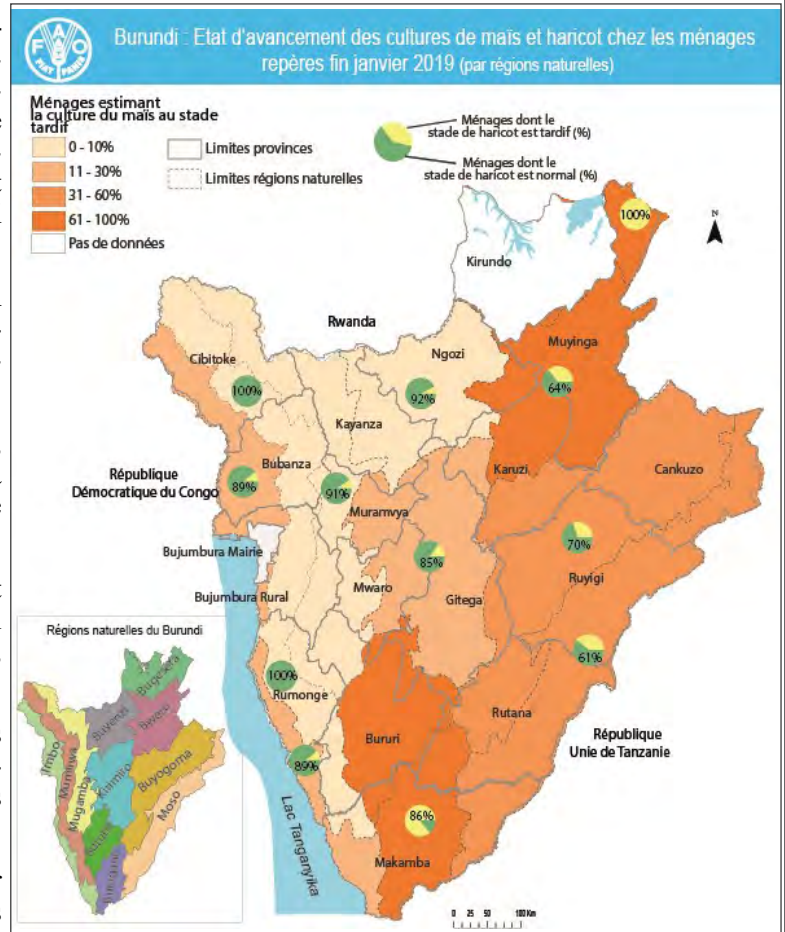 Burundi : Etat d'avancement des cultures de maïs et haricot chez les ménages
repères fin janvier 2019 (par régions naturelles)
F A O
FIAT PANIS
Ménages estimant
la culture du maïs au stade
tardif
0 - 10%
11 - 30%
31 - 60%
61 - 100%
Pas de données
Limites provinces
Limites régions naturelles
Ménages dont le
stade de haricot est tardif (%)
Ménages dont le
stade de haricot est normal (%)
N
100%
Kirundo
Rwanda
Muyinga
Ngozi
Cibitoke
100%
92%
64%
Kayanza
Bubanza
Karuzi
Cankuzo
République
Démocratique du Congo
89%
91%
Muramvya
Bujumbura Mairie
85%
70%
Ruyigi
Bujumbura Rural
Mwaro
Gitega
61%
100%
Rumonge
Rutana
Bururi
République
Unie de Tanzanie
89%
86%
Lac Tanganyika
Makamba
0 25 50 100 Km
Régions naturelles du Burundi
Bugesera
Bweru
Buyenzi
Imbo
Mumirwa
Mugamba
Kirimiro
Buyogoma
Moso